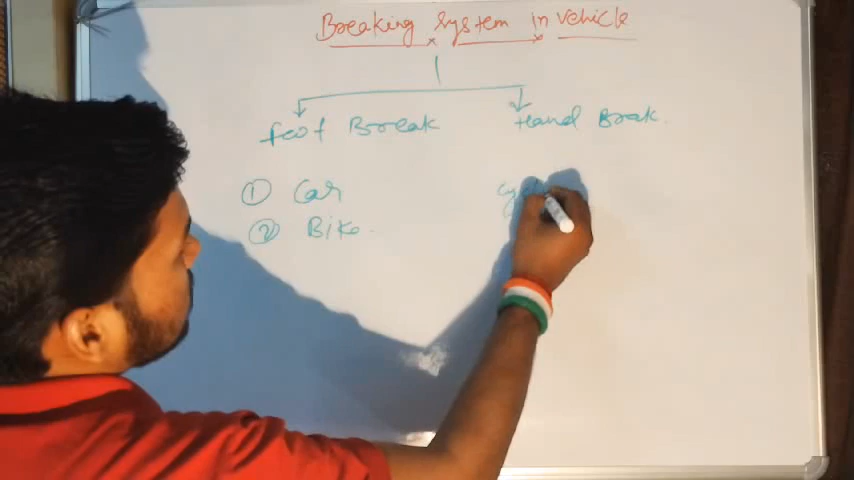 Breaking System in vehicle
foot Break
Hand Break
① Car
② Bike